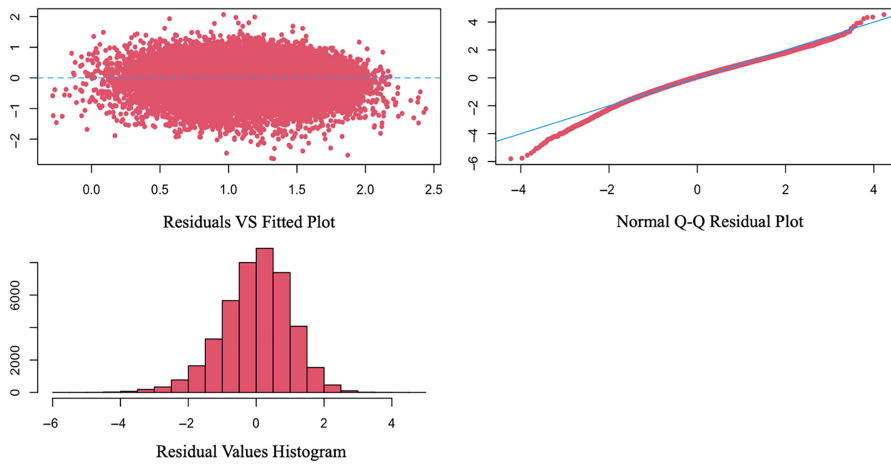 2
1
0
-1
-2
0.0 0.5 1.0 1.5 2.0 2.5
Residuals VS Fitted Plot
4
2
0
-2
-4
-6
-4 -2 0 2 4
Normal Q-Q Residual Plot
6000
2000
0
-6 -4 -2 0 2 4
Residual Values Histogram